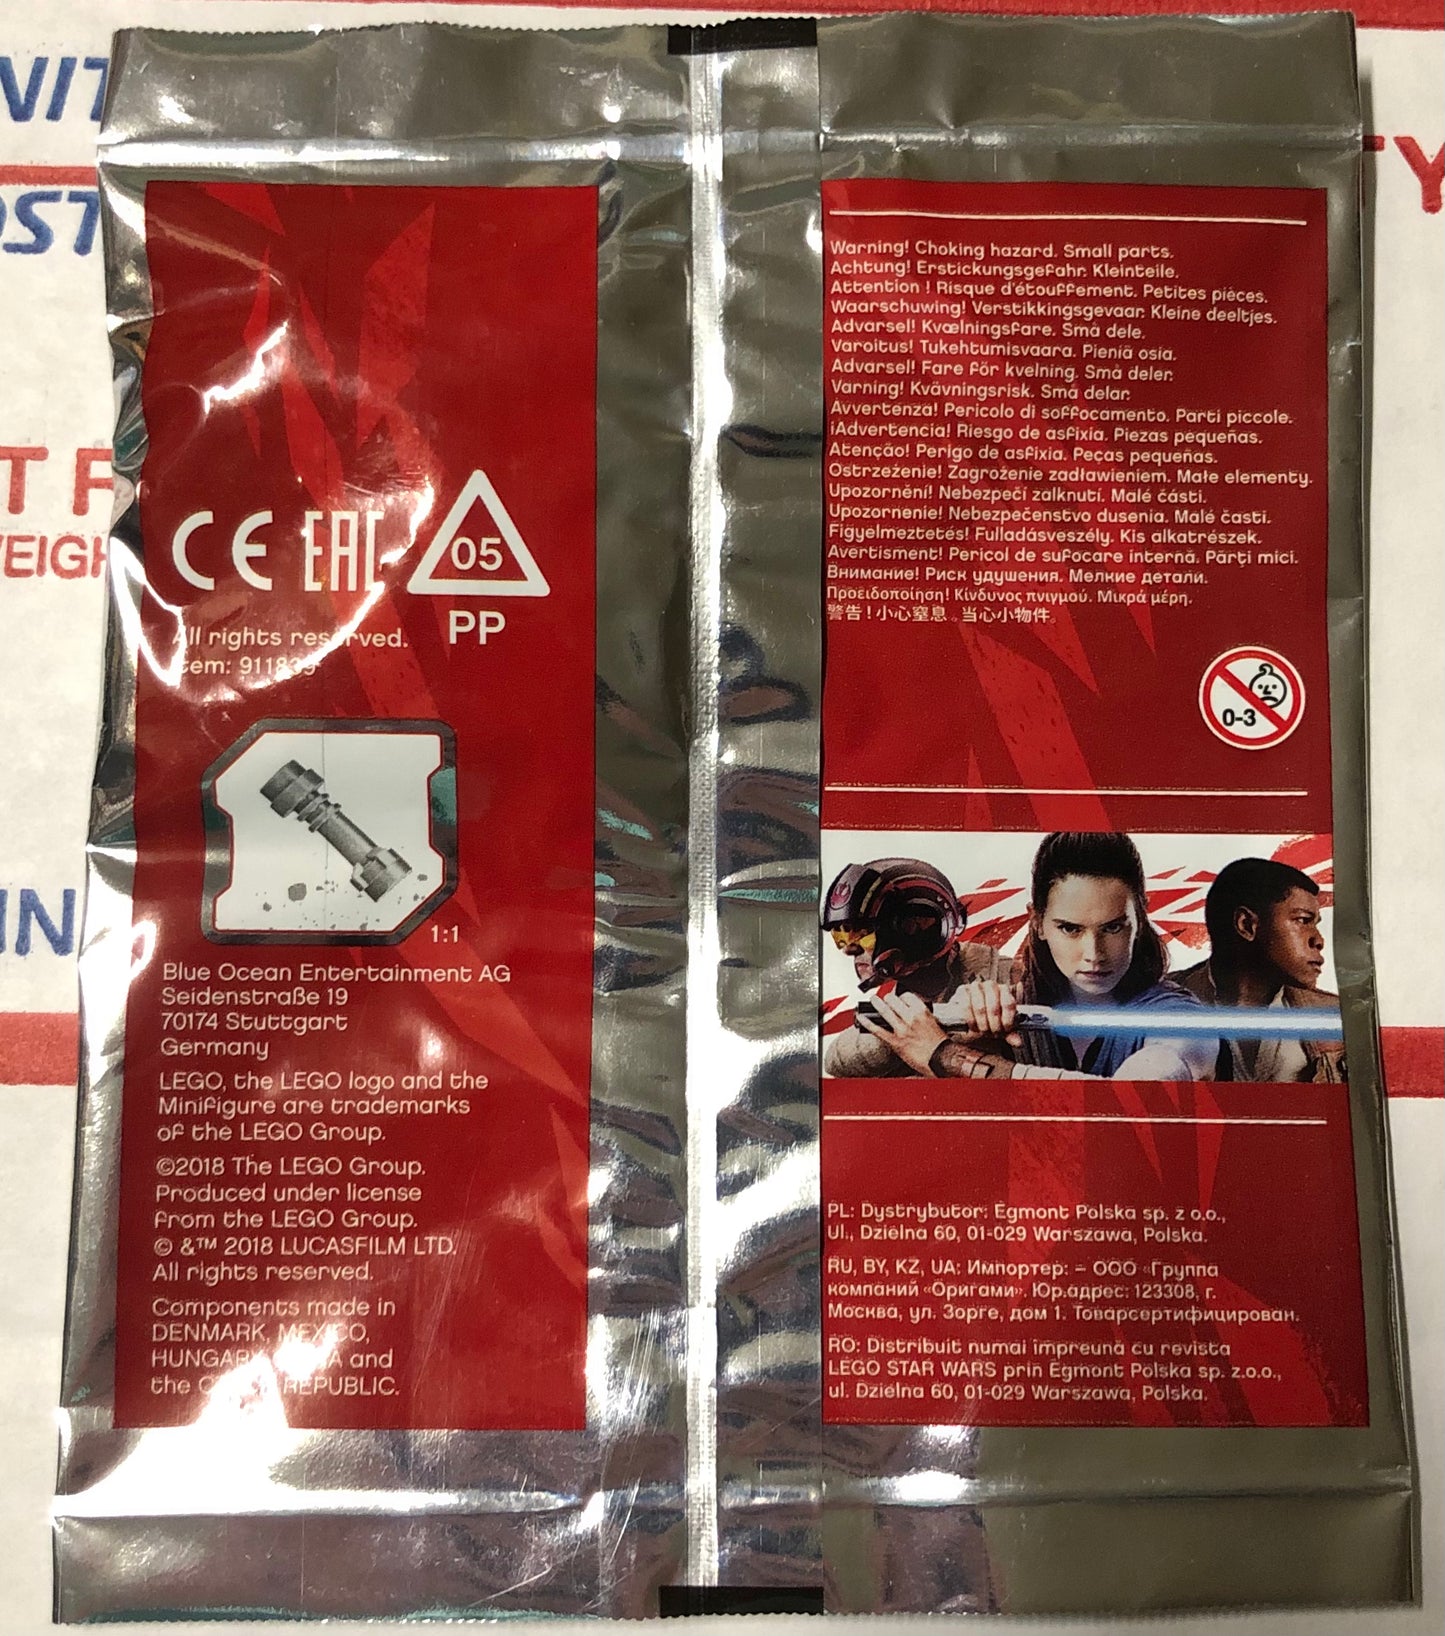 CE EAC
05
PP
All rights reserved.
1:1
Blue Ocean Entertainment AG
Seidenstraße 19
70174 Stuttgart
Germany
LEGO, the LEGO logo and the
Minifigure are trademarks
of the LEGO Group.
©2018 The LEGO Group.
Produced under license
from the LEGO Group.
© &™ 2018 LUCASFILM LTD.
All rights reserved.
Components made in
DENMARK, MEXICO,
HUNGARY, and
the REPUBLIC.
Warning! Choking hazard. Small parts.
Achtung! Erstickungsgefahr. Kleinteile.
Attention ! Risque d'étouffement. Petites pièces.
Waarschuwing! Verstikkingsgevaar. Kleine deeltjes.
Advarsel! Kvælningsfare. Små dele.
Varoitus! Tukehtumisvaara. Pieniä osia.
Advarsel! Fare för kvelning. Små deler.
Varning! Kvävningsrisk. Små delar.
Avvertenza! Pericolo di soffocamento. Parti piccole.
¡Advertencia! Riesgo de asfixia. Piezas pequeñas.
Atenção! Perigo de asfixia. Peças pequeñas.
Ostrzeżenie! Zagrożenie zadławieniem. Małe elementy.
Upozornění! Nebezpečí zalknutí. Malé části.
Upozornenie! Nebezpečenstvo dusenia. Malé časti.
Figyelmeztetés! Fulladásveszély. Kis alkatrészek.
Avertisment! Pericol de sufocare internă. Părți mici.
Внимание! Риск удушения. Мелкие детали.
Προειδοποίηση! Κίνδυνος πνιγμού. Μικρά μέρη.
警告！小心窒息。当心小物件。
0-3
PL: Dystrybutor: Egmont Polska sp. z o.o.,
Ul., Dzielna 60, 01-029 Warszawa, Polska.
RU, BY, KZ, UA: Импортер: – ООО «Группа
компаний «Оригами». Юр.адрес: 123308, г.
Москва, ул. Зорге, дом 1. Товарсертифицирован.
RO: Distribuit numai împreună cu revista
LEGO STAR WARS prin Egmont Polska sp. z.o.o.,
ul. Dzielna 60, 01-029 Warszawa, Polska.